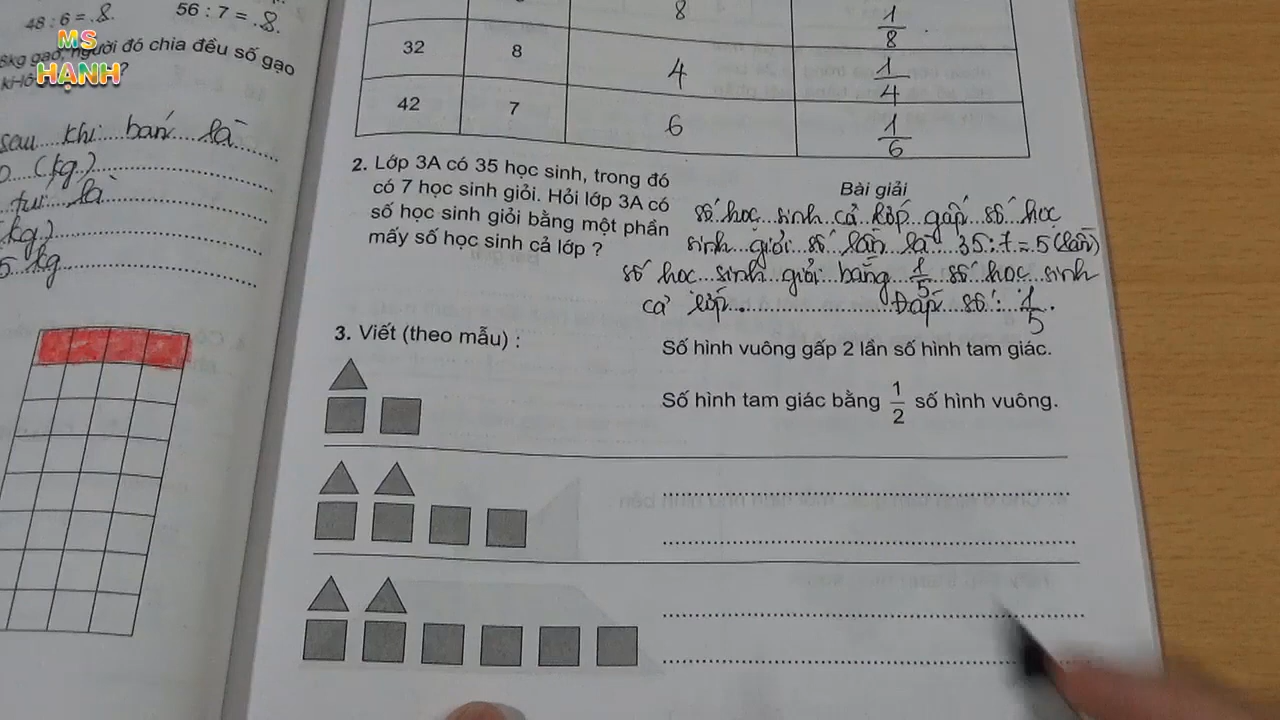 48 : 6 = .8.
56 : 7 = .8.
MS
HẠNH
8kg gạo, người đó chia đều số gạo
sau khi bán là
(kg)
tư là
(kg)
5 kg
8
1/8
32 8 4 1/4
42 7 6 1/6
2. Lớp 3A có 35 học sinh, trong đó
có 7 học sinh giỏi. Hỏi lớp 3A có
số học sinh giỏi bằng một phần
mấy số học sinh cả lớp ?
Bài giải
số học sinh cả lớp gấp số học
sinh giỏi số lần là 35 : 7 = 5 (lần)
số học sinh giỏi bằng 1/5 số học sinh
cả lớp. Đáp số: 1/5.
3. Viết (theo mẫu) :
Số hình vuông gấp 2 lần số hình tam giác.
Số hình tam giác bằng 1/2 số hình vuông.